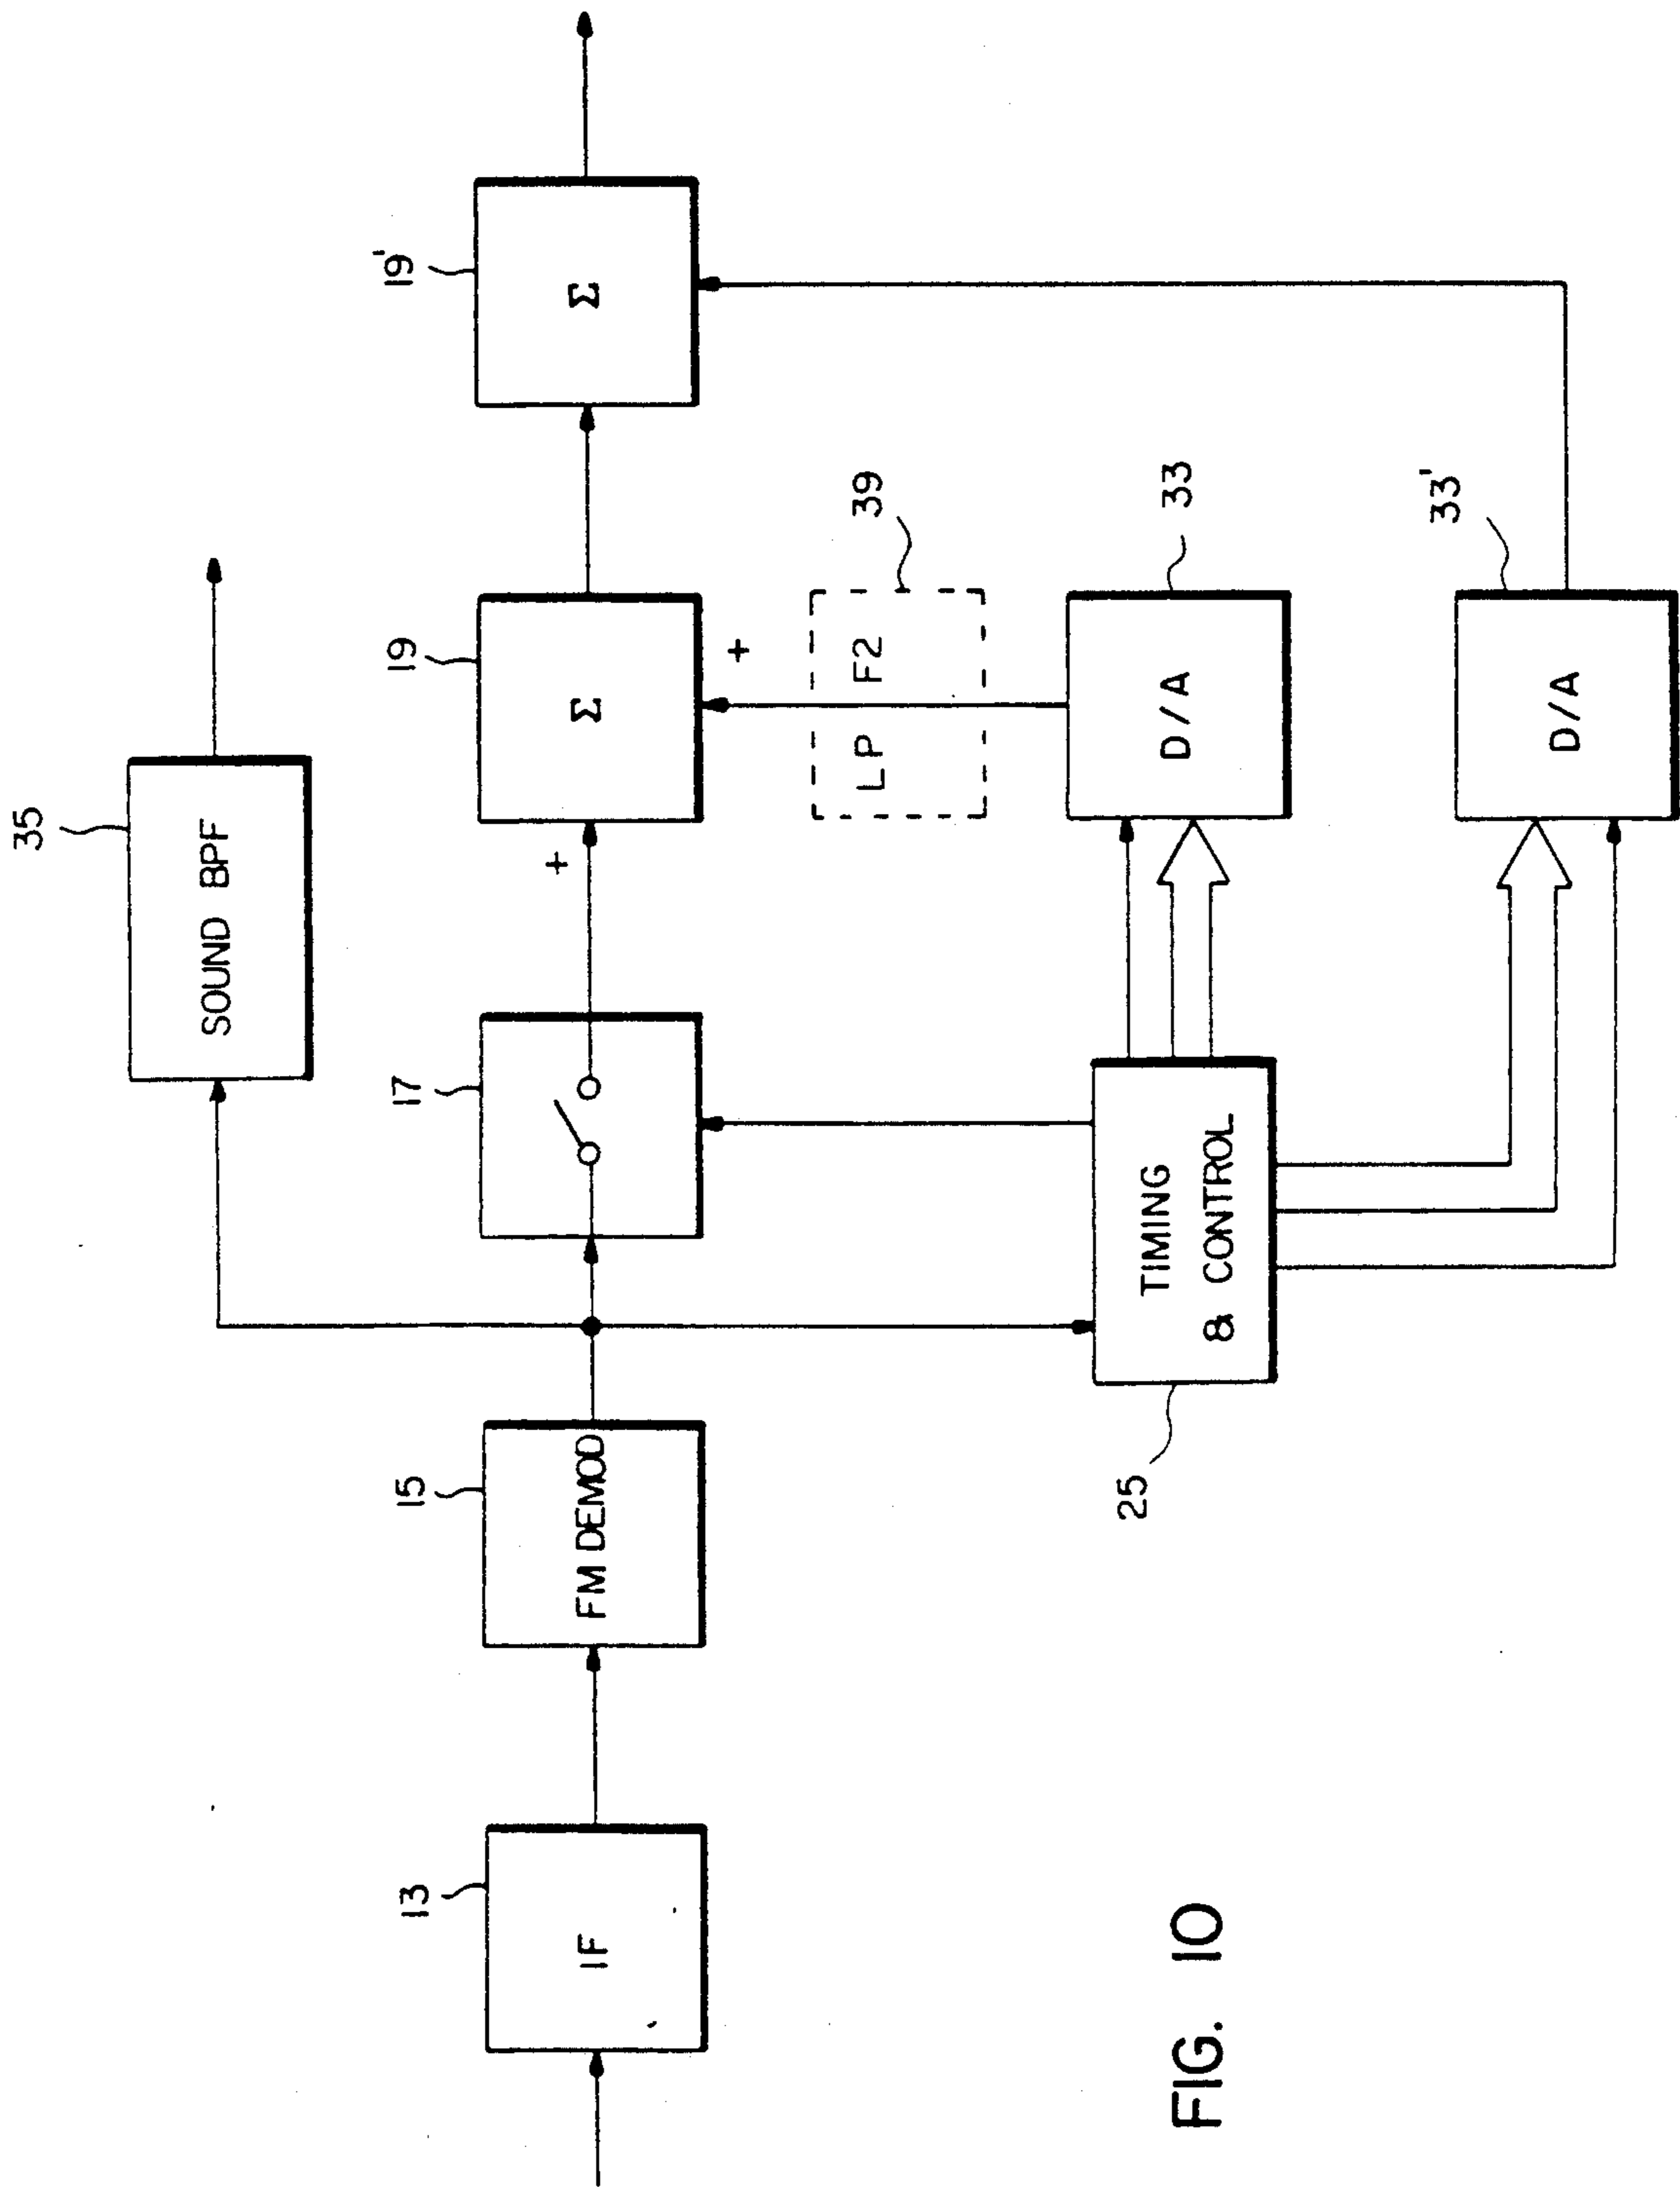 35
SOUND BPF
13
IF
15
FM DEMOD
17
+
19
Σ
+
19'
Σ
39
LP F2
25
TIMING
& CONTROL
33
D/A
33'
D/A
FIG. 10